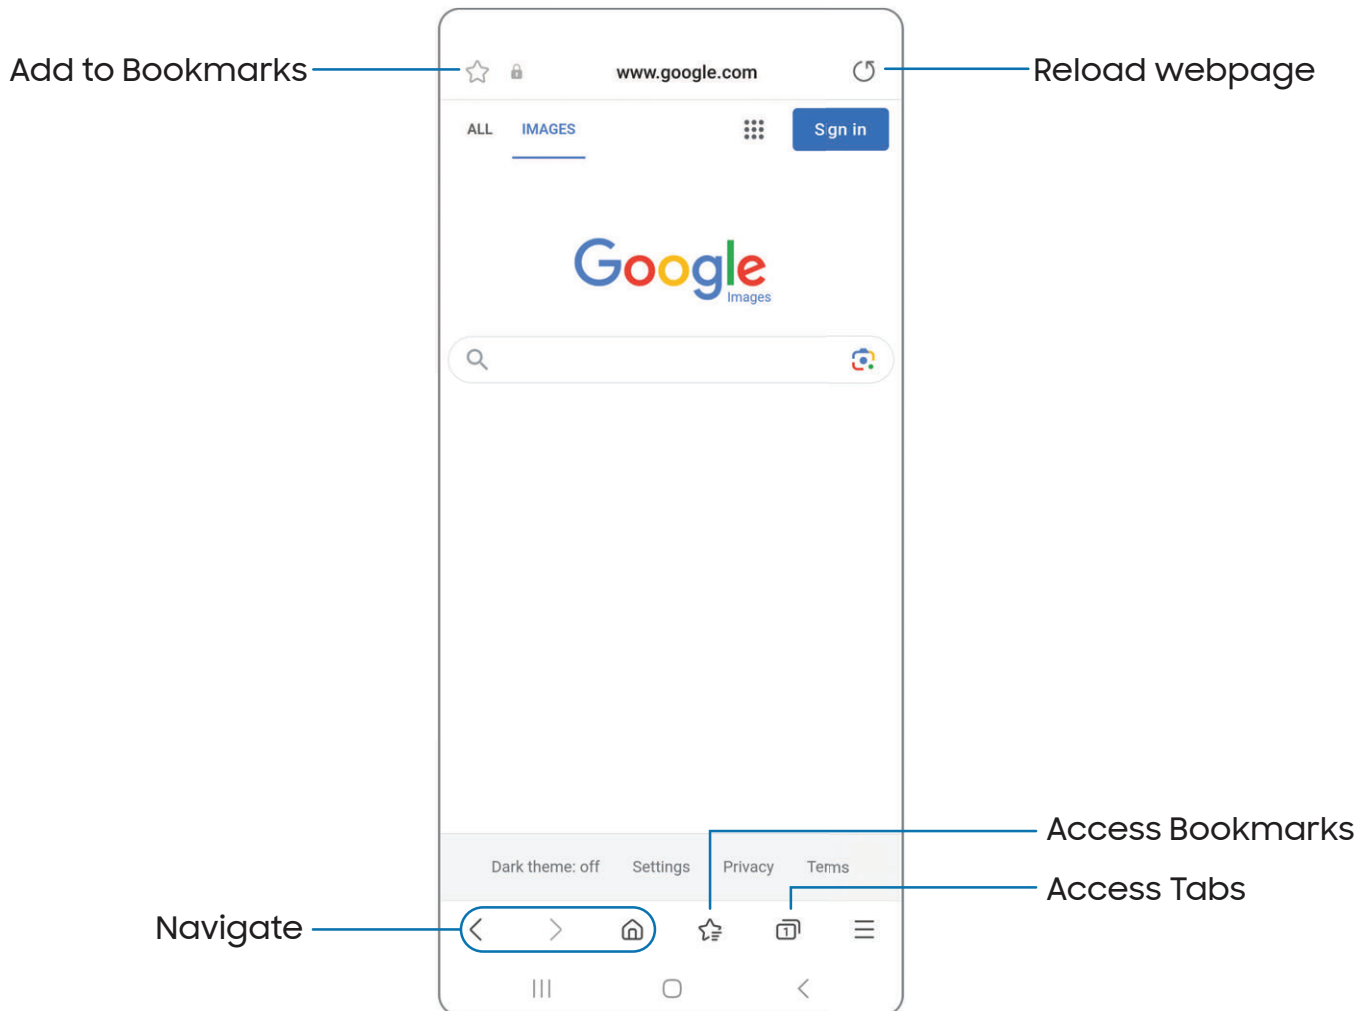 Add to Bookmarks
www.google.com
Reload webpage
ALL IMAGES
Sign in
Google
Images
Access Bookmarks
Dark theme: off Settings Privacy Terms
Access Tabs
Navigate
1